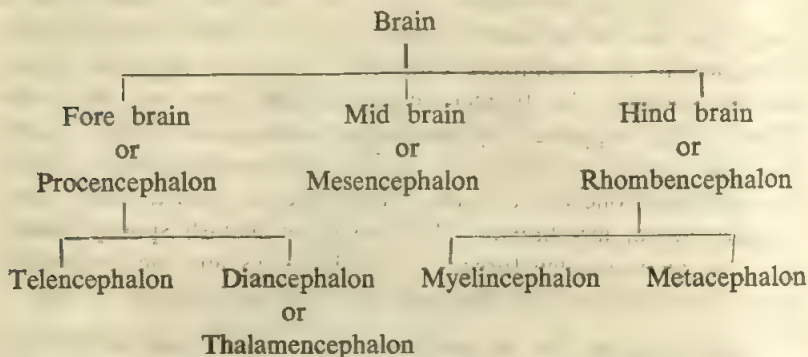 Brain
Fore brain Mid brain Hind brain
or or or
Procencephalon Mesencephalon Rhombencephalon
Telencephalon Diancephalon Myelincephalon Metacephalon
or
Thalamencephalon